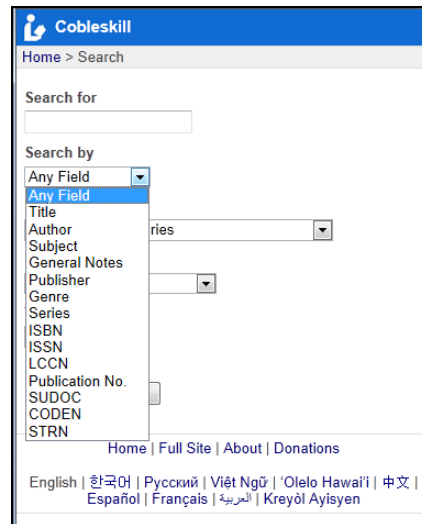 Cobleskill
Home > Search
Search for
Search by
Any Field
Any Field
Title
Author
ries
Subject
General Notes
Publisher
Genre
Series
ISBN
ISSN
LCCN
Publication No.
SUDOC
CODEN
STRN
Home | Full Site | About | Donations
English | 한국어 | Русский | Việt Ngữ | 'Olelo Hawai'i | 中文 |
Español | Français | العربية | Kreyòl Ayisyen